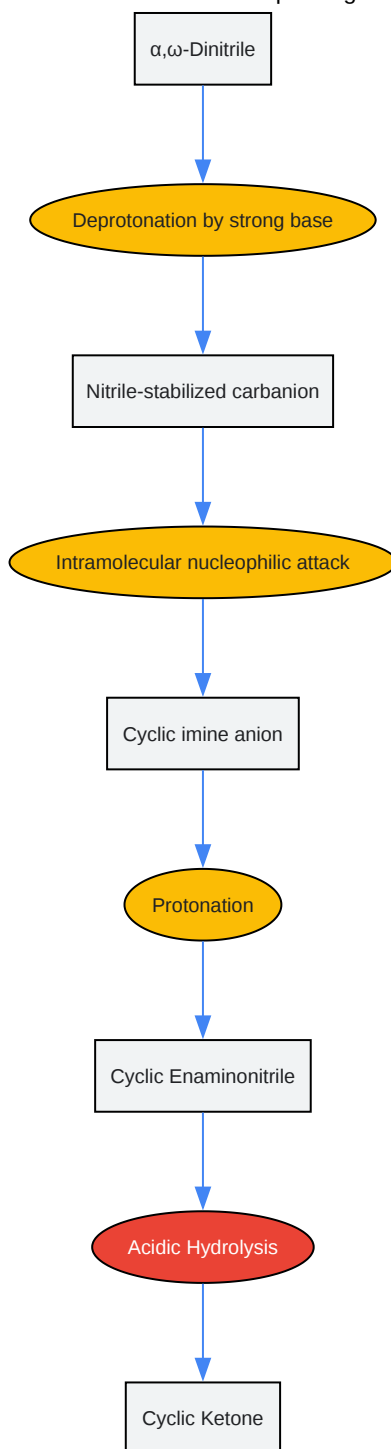 α,ω-Dinitrile
Deprotonation by strong base
Nitrile-stabilized carbanion
Intramolecular nucleophilic attack
Cyclic imine anion
Protonation
Cyclic Enaminonitrile
Acidic Hydrolysis
Cyclic Ketone